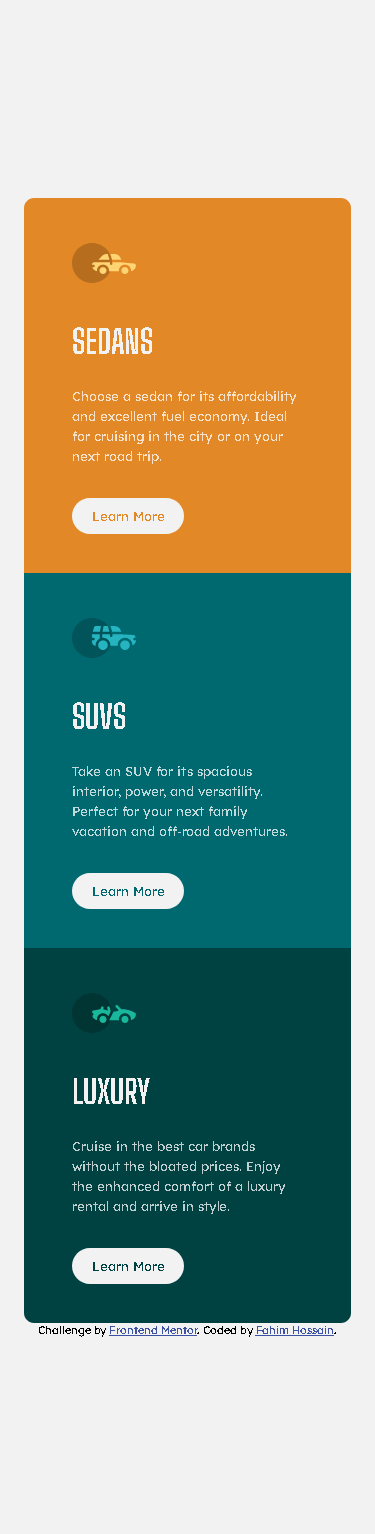 SEDANS
Choose a sedan for its affordability
and excellent fuel economy. Ideal
for cruising in the city or on your
next road trip.
Learn More
SUVS
Take an SUV for its spacious
interior, power, and versatility.
Perfect for your next family
vacation and off-road adventures.
Learn More
LUXURY
Cruise in the best car brands
without the bloated prices. Enjoy
the enhanced comfort of a luxury
rental and arrive in style.
Learn More
Challenge by Frontend Mentor. Coded by Fahim Hossain.